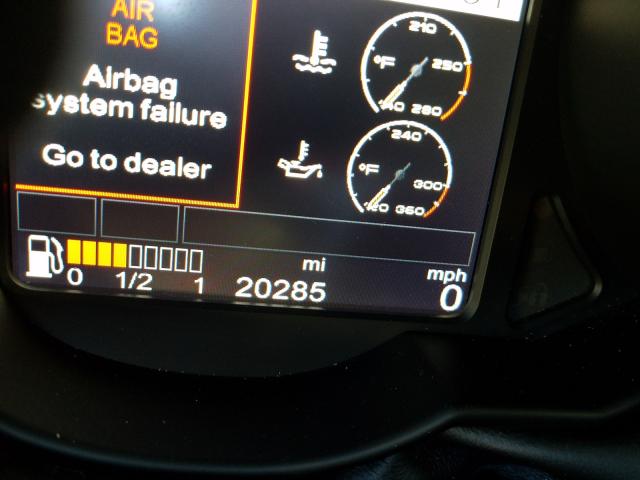 AIR
BAG
Airbag
system failure
Go to dealer
210
°F
250
280
240
°F
300
360
0 1/2 1
mi
20285
mph
0